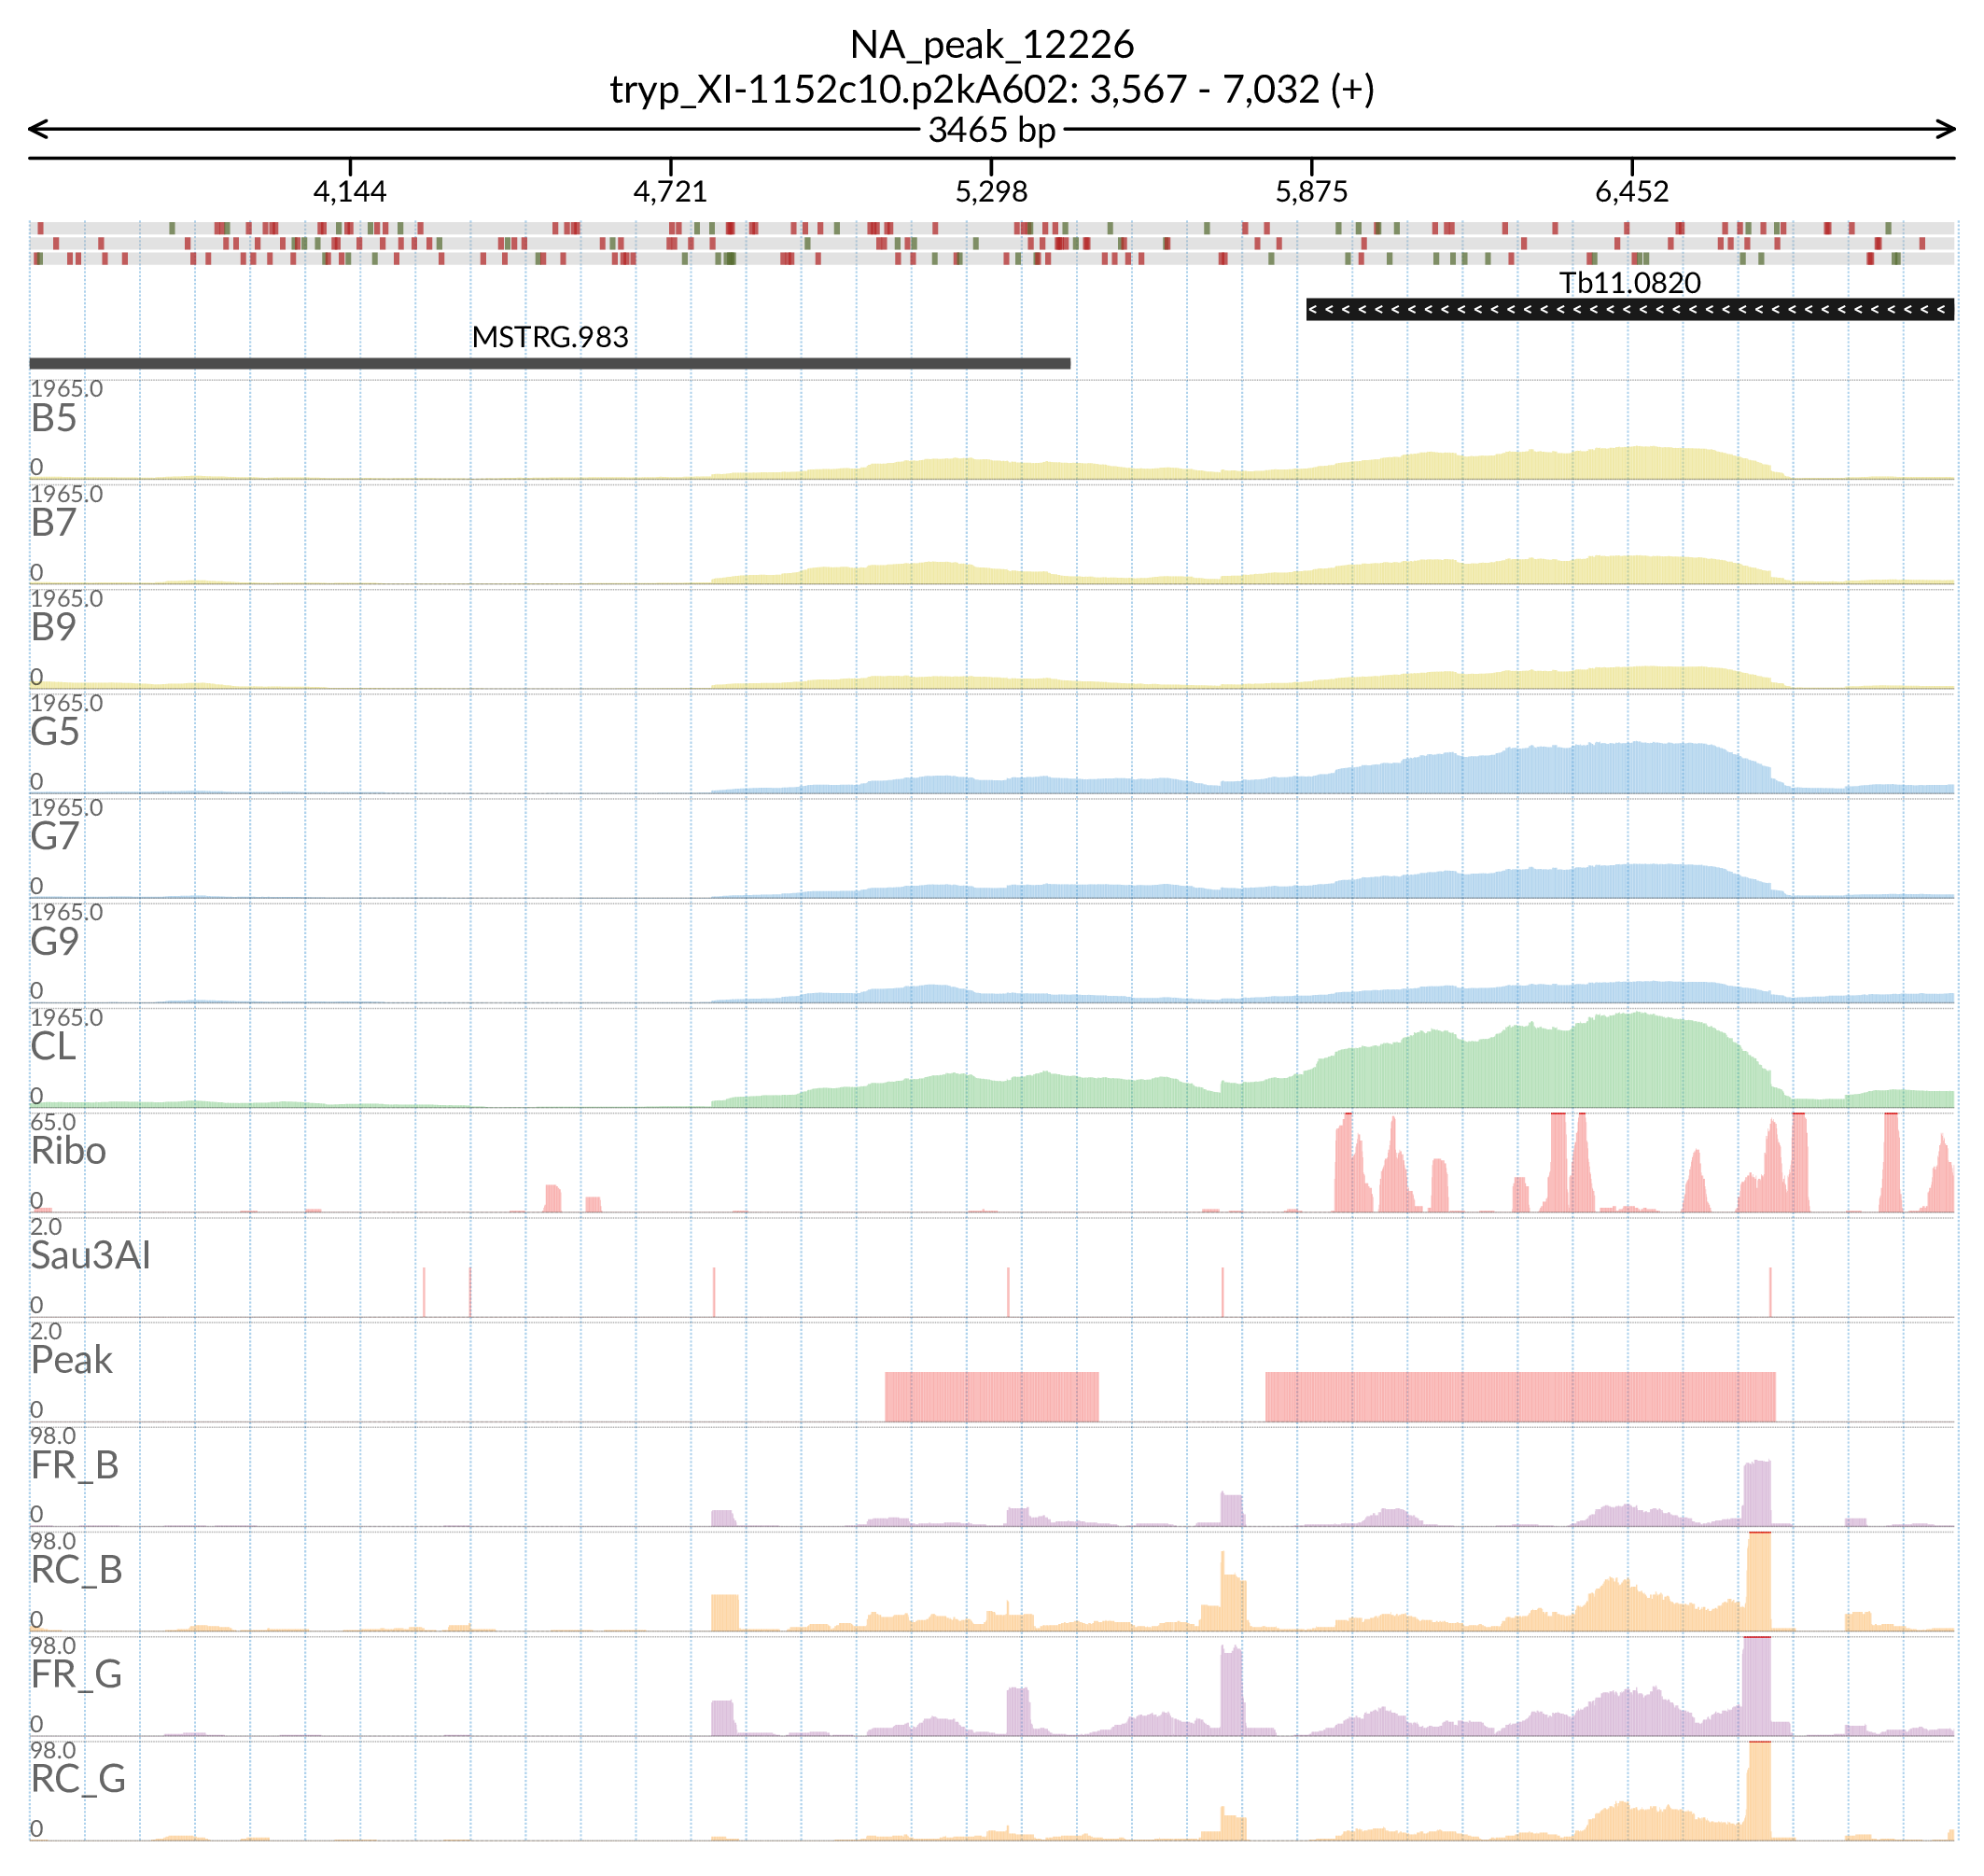 NA_peak_12226
tryp_XI-1152c10.p2kA602: 3,567 - 7,032 (+)
3465 bp
4,144 4,721 5,298 5,875 6,452
Tb11.0820
MSTRG.983
1965.0
B5
0
1965.0
B7
0
1965.0
B9
0
1965.0
G5
0
1965.0
G7
0
1965.0
G9
0
1965.0
CL
0
65.0
Ribo
0
2.0
Sau3AI
0
2.0
Peak
0
98.0
FR_B
0
98.0
RC_B
0
98.0
FR_G
0
98.0
RC_G
0